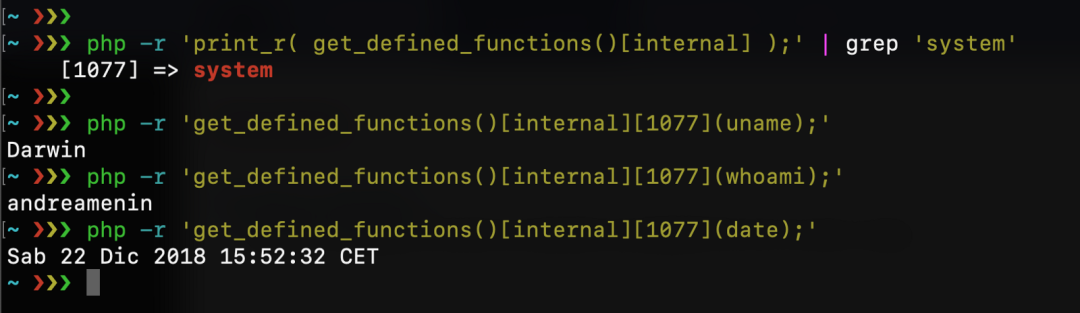 [~ ❯❯❯
[~ ❯❯❯ php -r 'print_r( get_defined_functions()[internal] );' | grep 'system'
    [1077] => system
[~ ❯❯❯
[~ ❯❯❯ php -r 'get_defined_functions()[internal][1077](uname);'
Darwin
[~ ❯❯❯ php -r 'get_defined_functions()[internal][1077](whoami);'
andreamenin
[~ ❯❯❯ php -r 'get_defined_functions()[internal][1077](date);'
Sab 22 Dic 2018 15:52:32 CET
~ ❯❯❯